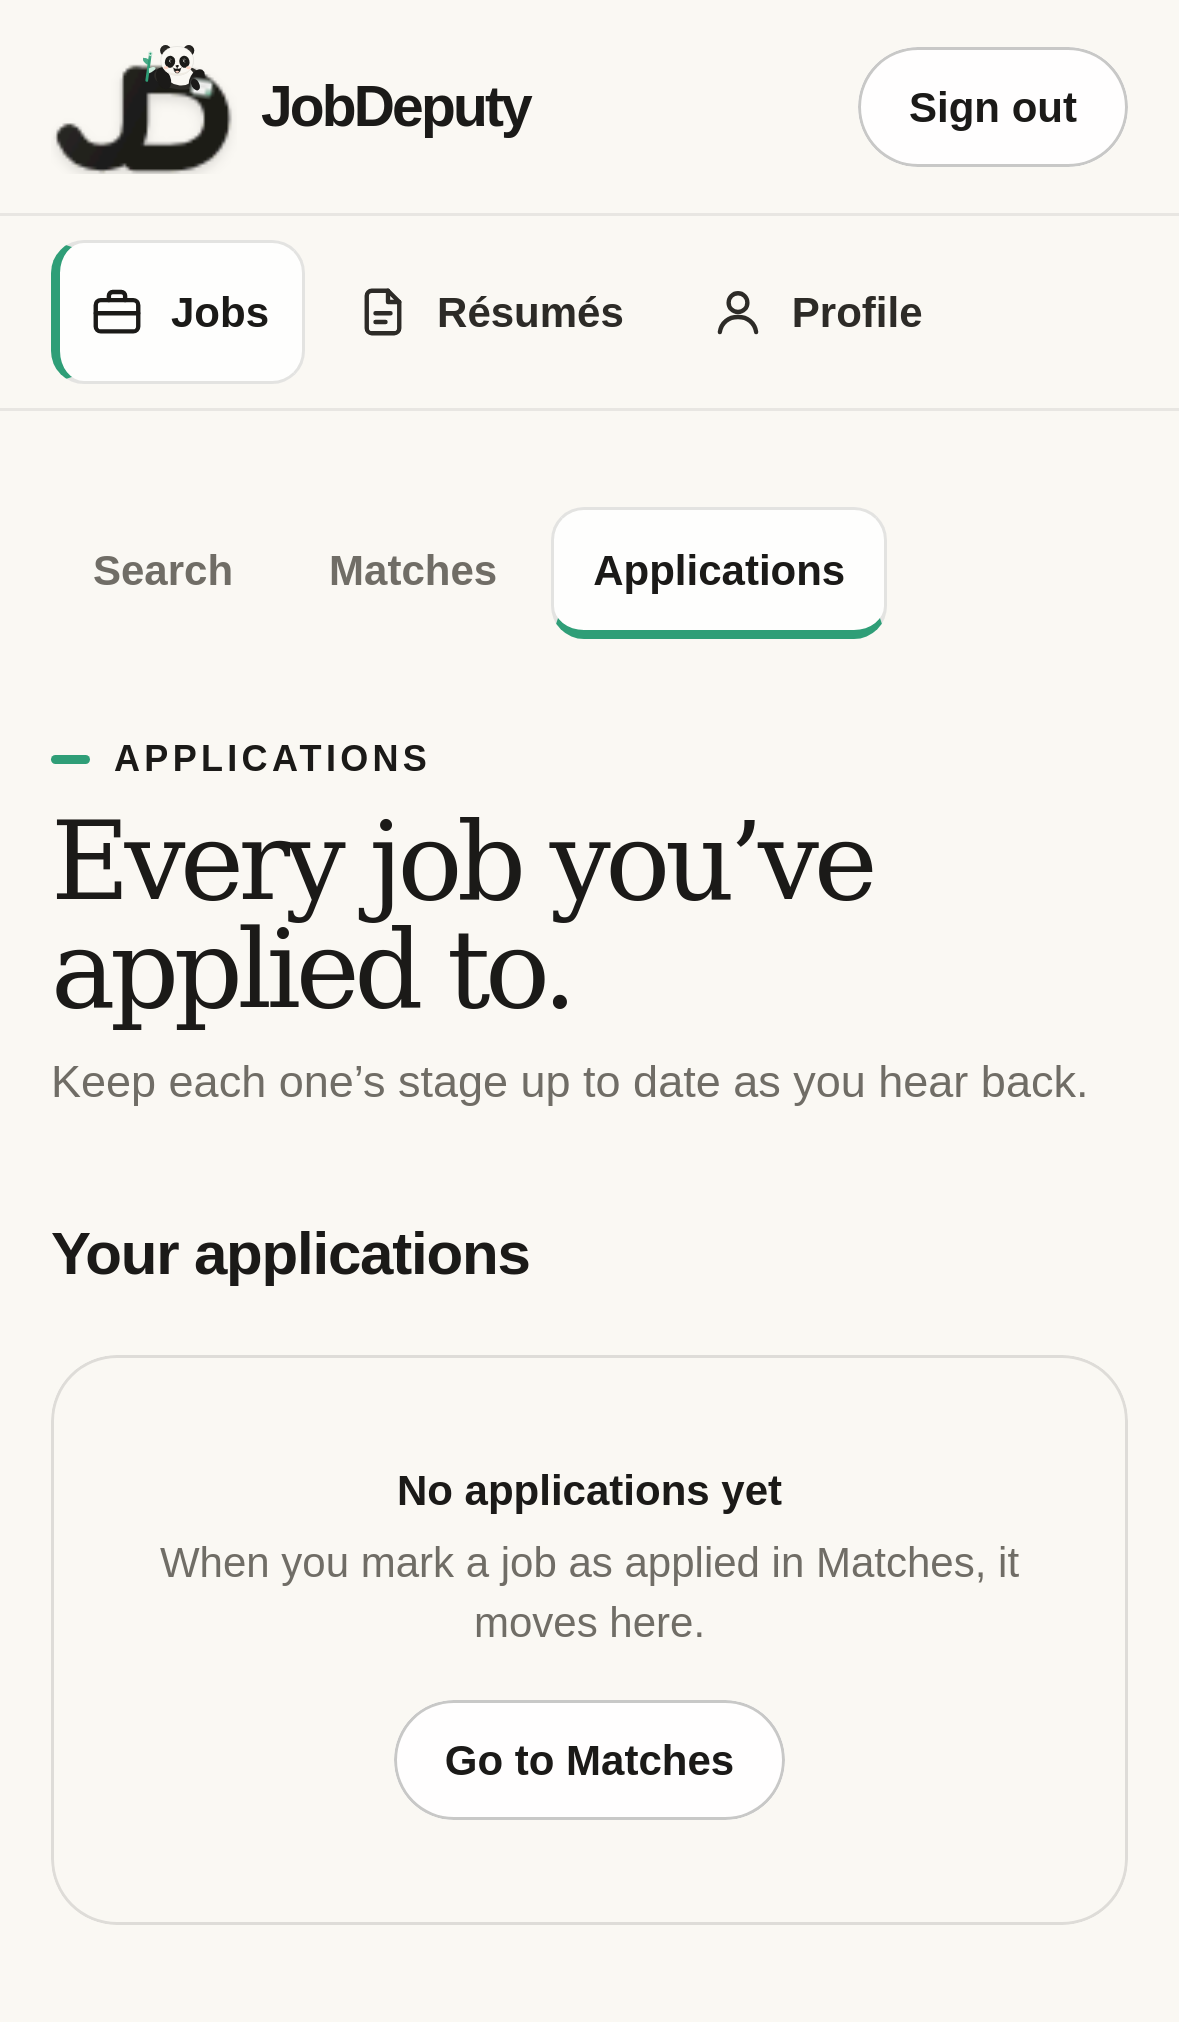 JD
JobDeputy
Sign out
Jobs
Résumés
Profile
Search
Matches
Applications
APPLICATIONS
Every job you’ve
applied to.
Keep each one’s stage up to date as you hear back.
Your applications
No applications yet
When you mark a job as applied in Matches, it
moves here.
Go to Matches